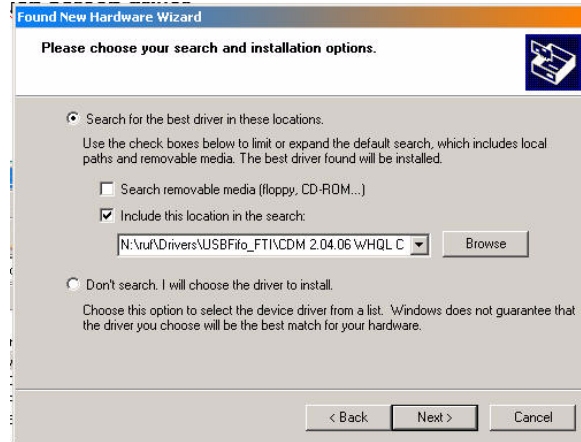 Found New Hardware Wizard
Please choose your search and installation options.
Search for the best driver in these locations.
Use the check boxes below to limit or expand the default search, which includes local
paths and removable media. The best driver found will be installed.
Search removable media (floppy, CD-ROM...)
Include this location in the search:
N:\ruf\Drivers\USBFifo_FTI\CDM 2.04.06 WHQL C
Browse
Don't search. I will choose the driver to install.
Choose this option to select the device driver from a list. Windows does not guarantee that
the driver you choose will be the best match for your hardware.
< Back Next > Cancel